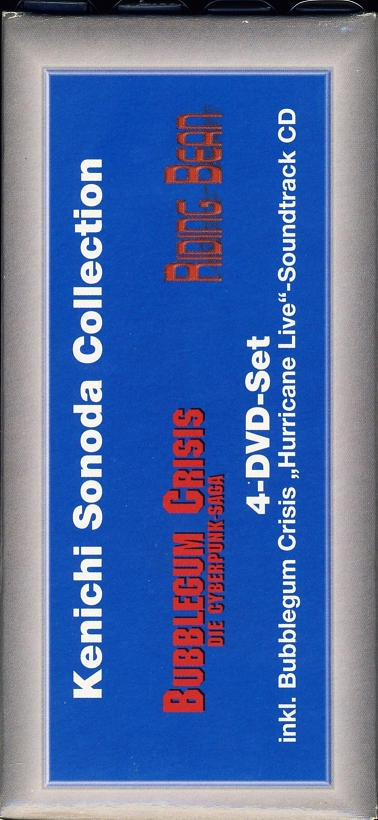 Kenichi Sonoda Collection
BUBBLEGUM CRISIS
DIE CYBERPUNK-SAGA
RIDING BEAN
4-DVD-Set
inkl. Bubblegum Crisis „Hurricane Live“-Soundtrack CD